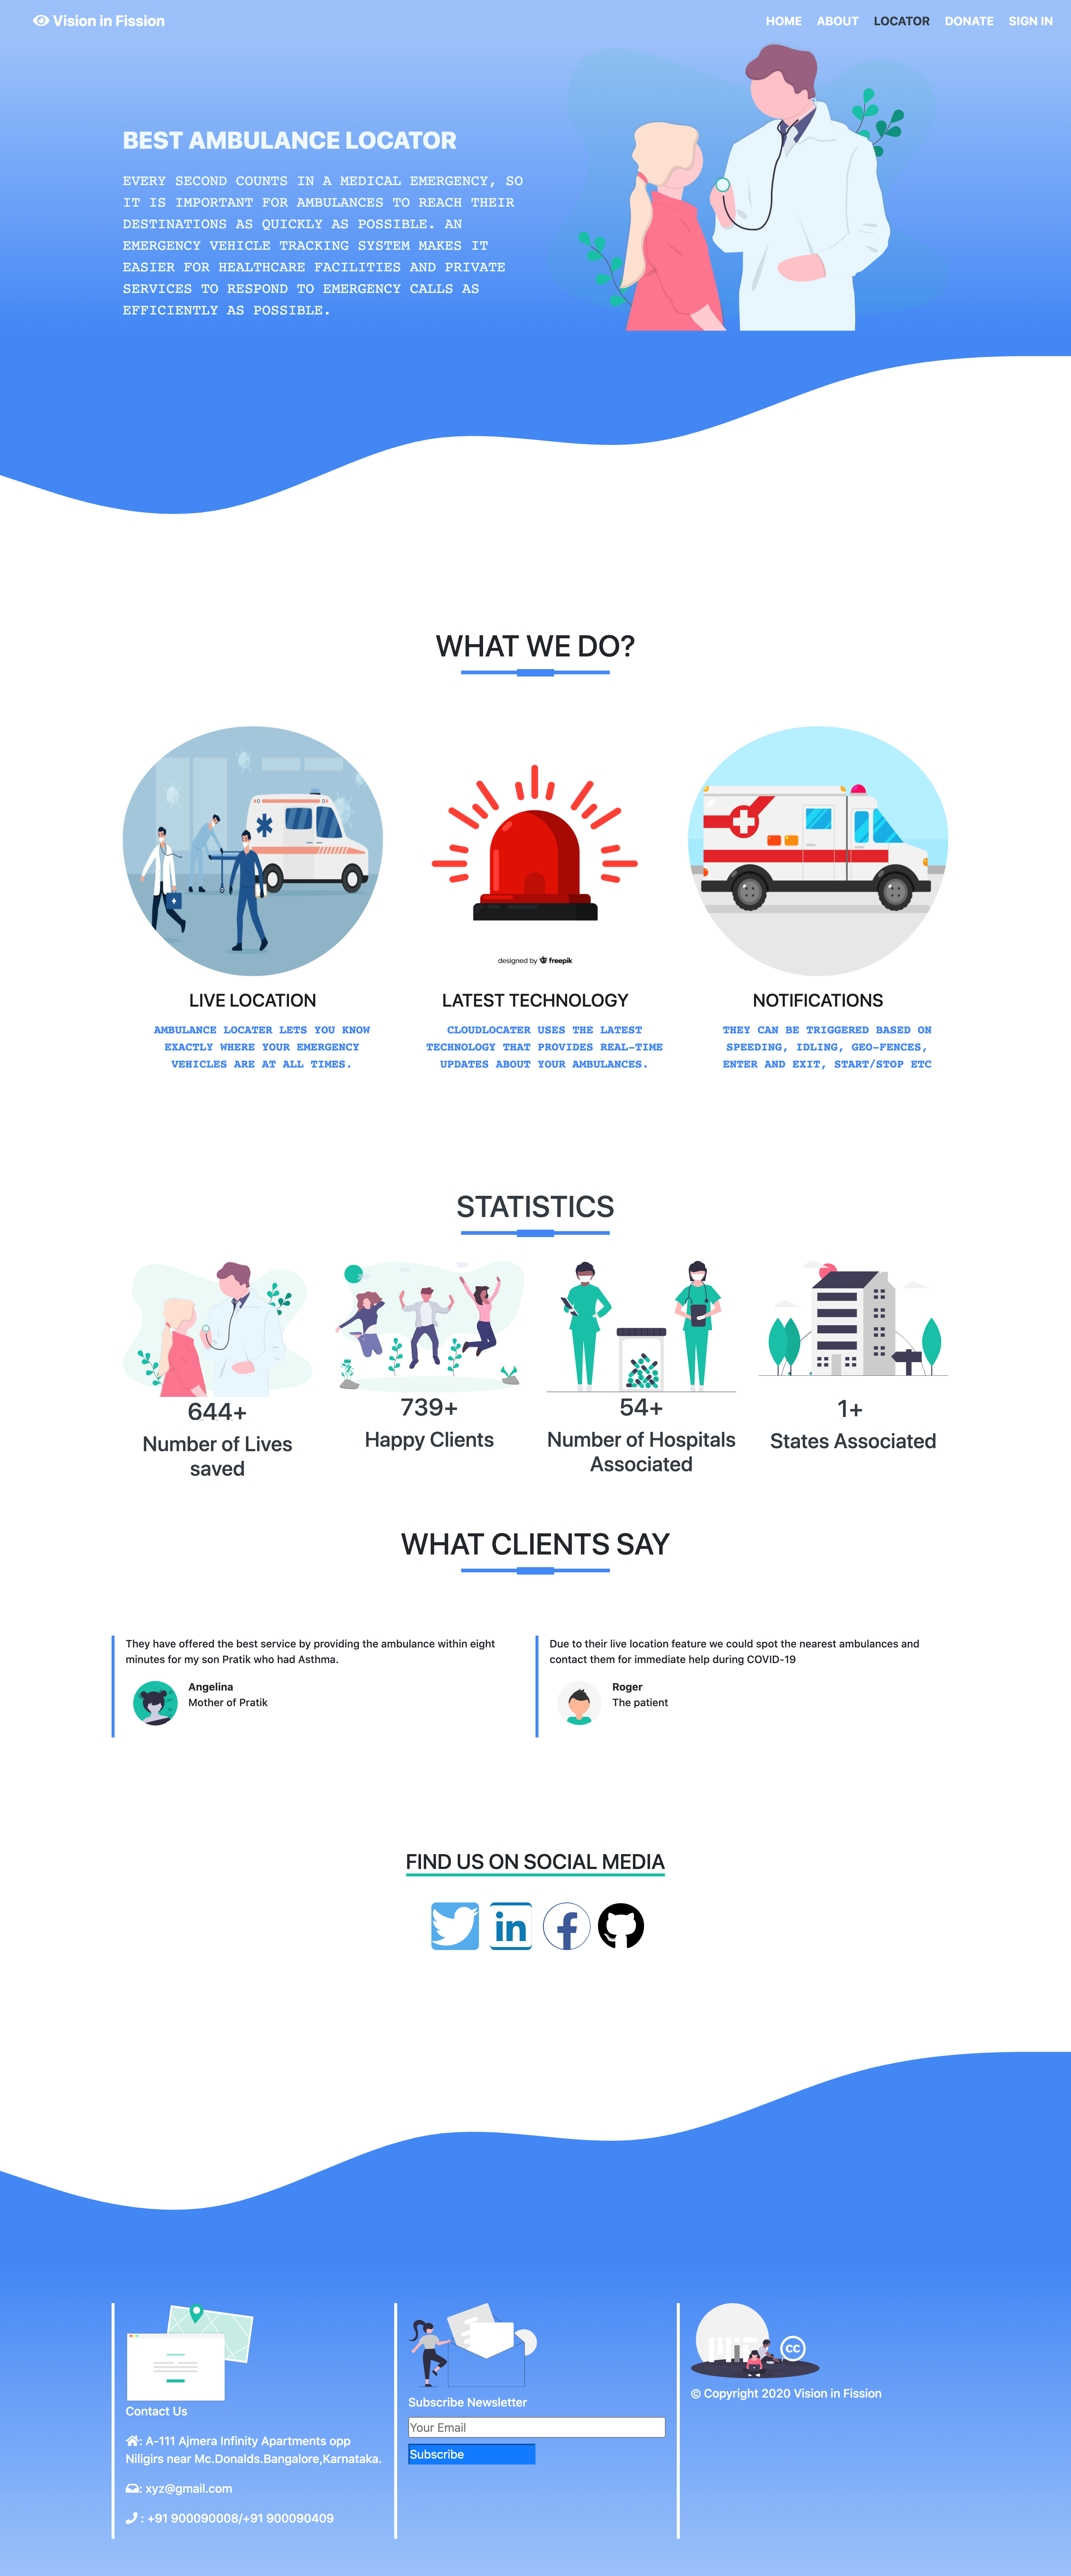 Vision in Fission
HOME ABOUT LOCATOR DONATE SIGN IN
BEST AMBULANCE LOCATOR
EVERY SECOND COUNTS IN A MEDICAL EMERGENCY, SO
IT IS IMPORTANT FOR AMBULANCES TO REACH THEIR
DESTINATIONS AS QUICKLY AS POSSIBLE. AN
EMERGENCY VEHICLE TRACKING SYSTEM MAKES IT
EASIER FOR HEALTHCARE FACILITIES AND PRIVATE
SERVICES TO RESPOND TO EMERGENCY CALLS AS
EFFICIENTLY AS POSSIBLE.
WHAT WE DO?
designed by freepik
LIVE LOCATION
AMBULANCE LOCATER LETS YOU KNOW
EXACTLY WHERE YOUR EMERGENCY
VEHICLES ARE AT ALL TIMES.
LATEST TECHNOLOGY
CLOUDLOCATER USES THE LATEST
TECHNOLOGY THAT PROVIDES REAL-TIME
UPDATES ABOUT YOUR AMBULANCES.
NOTIFICATIONS
THEY CAN BE TRIGGERED BASED ON
SPEEDING, IDLING, GEO-FENCES,
ENTER AND EXIT, START/STOP ETC
STATISTICS
644+
Number of Lives
saved
739+
Happy Clients
54+
Number of Hospitals
Associated
1+
States Associated
WHAT CLIENTS SAY
They have offered the best service by providing the ambulance within eight
minutes for my son Pratik who had Asthma.
Angelina
Mother of Pratik
Due to their live location feature we could spot the nearest ambulances and
contact them for immediate help during COVID-19
Roger
The patient
FIND US ON SOCIAL MEDIA
in
Contact Us
: A-111 Ajmera Infinity Apartments opp
Niligirs near Mc.Donalds.Bangalore,Karnataka.
: xyz@gmail.com
: +91 900090008/+91 900090409
Subscribe Newsletter
Your Email
Subscribe
MIT
CC
© Copyright 2020 Vision in Fission